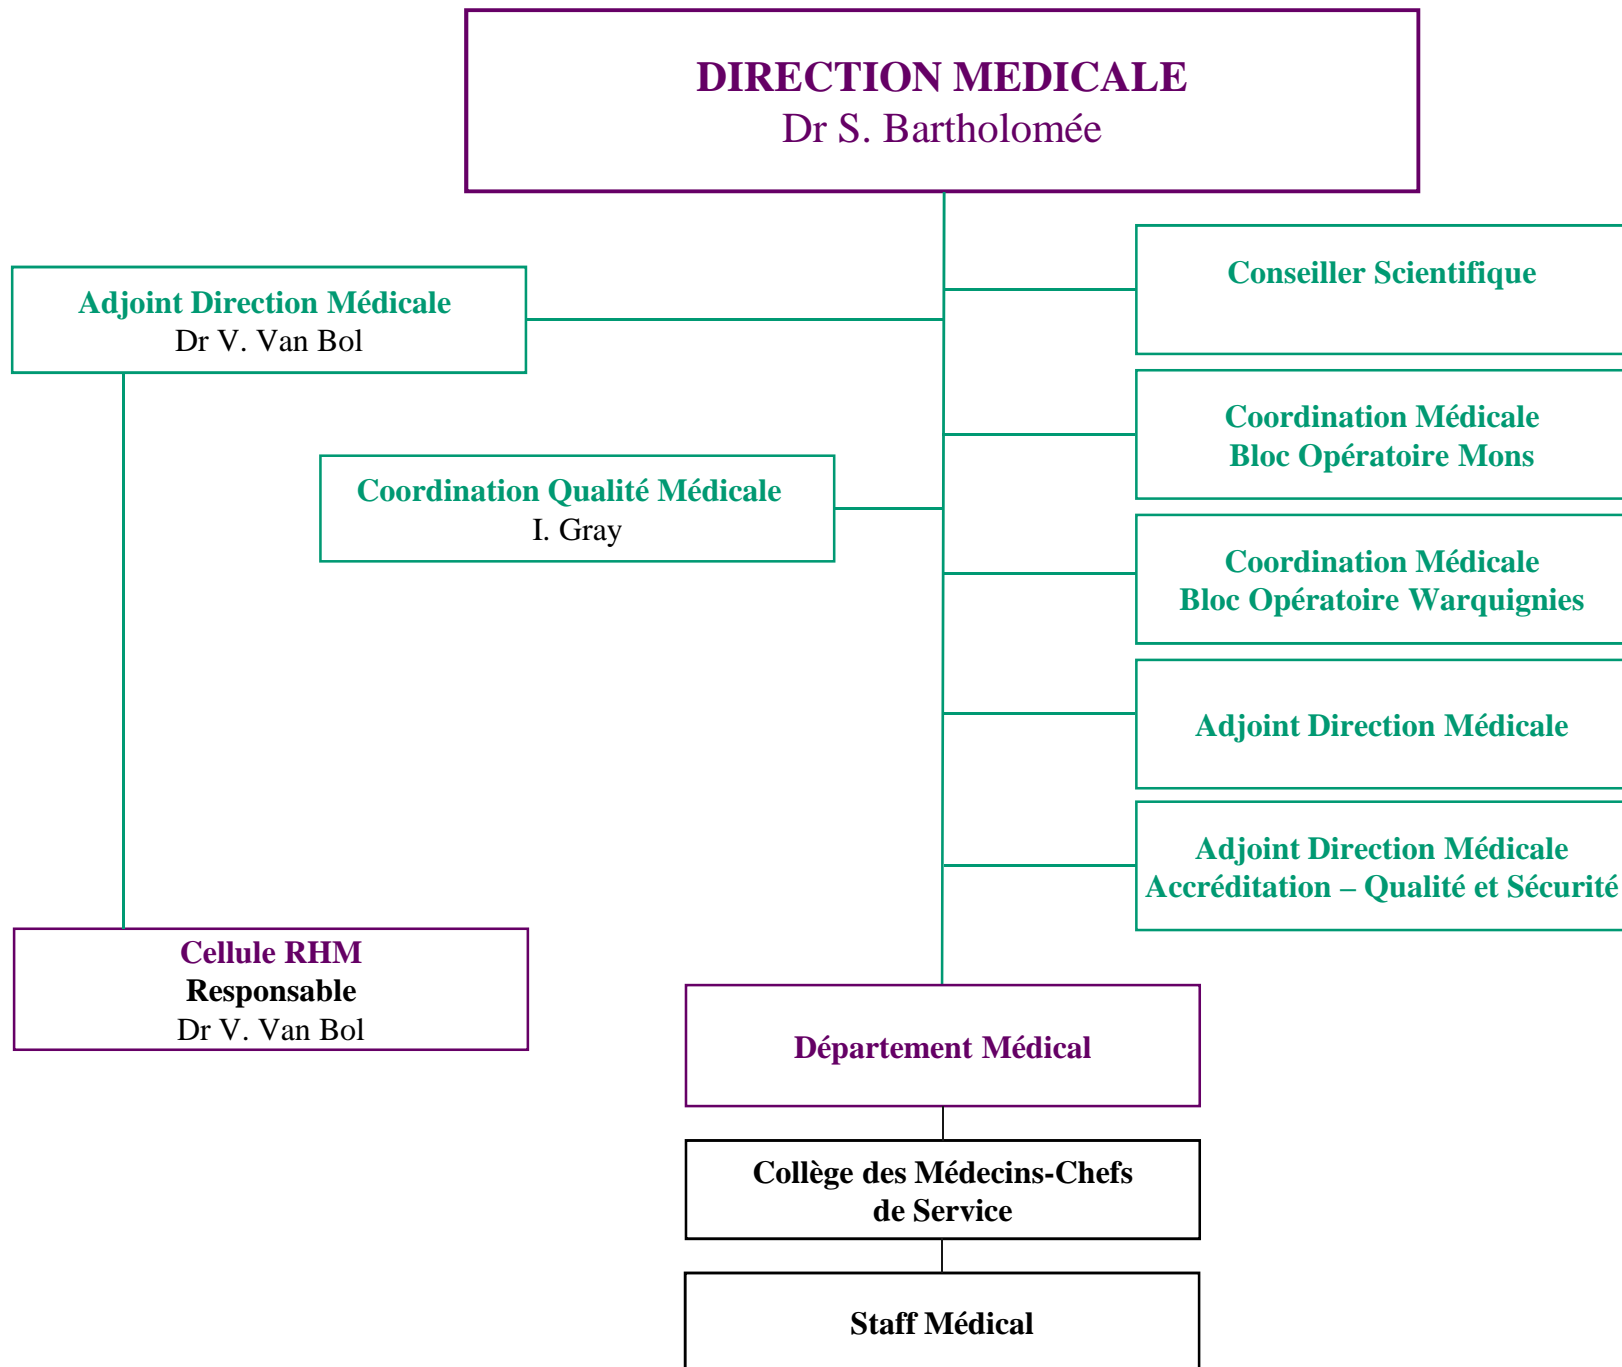 DIRECTION MEDICALE
Dr S. Bartholomée
Adjoint Direction Médicale
Dr V. Van Bol
Conseiller Scientifique
Coordination Médicale
Bloc Opératoire Mons
Coordination Qualité Médicale
I. Gray
Coordination Médicale
Bloc Opératoire Warquignies
Adjoint Direction Médicale
Adjoint Direction Médicale
Accréditation – Qualité et Sécurité
Cellule RHM
Responsable
Dr V. Van Bol
Département Médical
Collège des Médecins-Chefs
de Service
Staff Médical